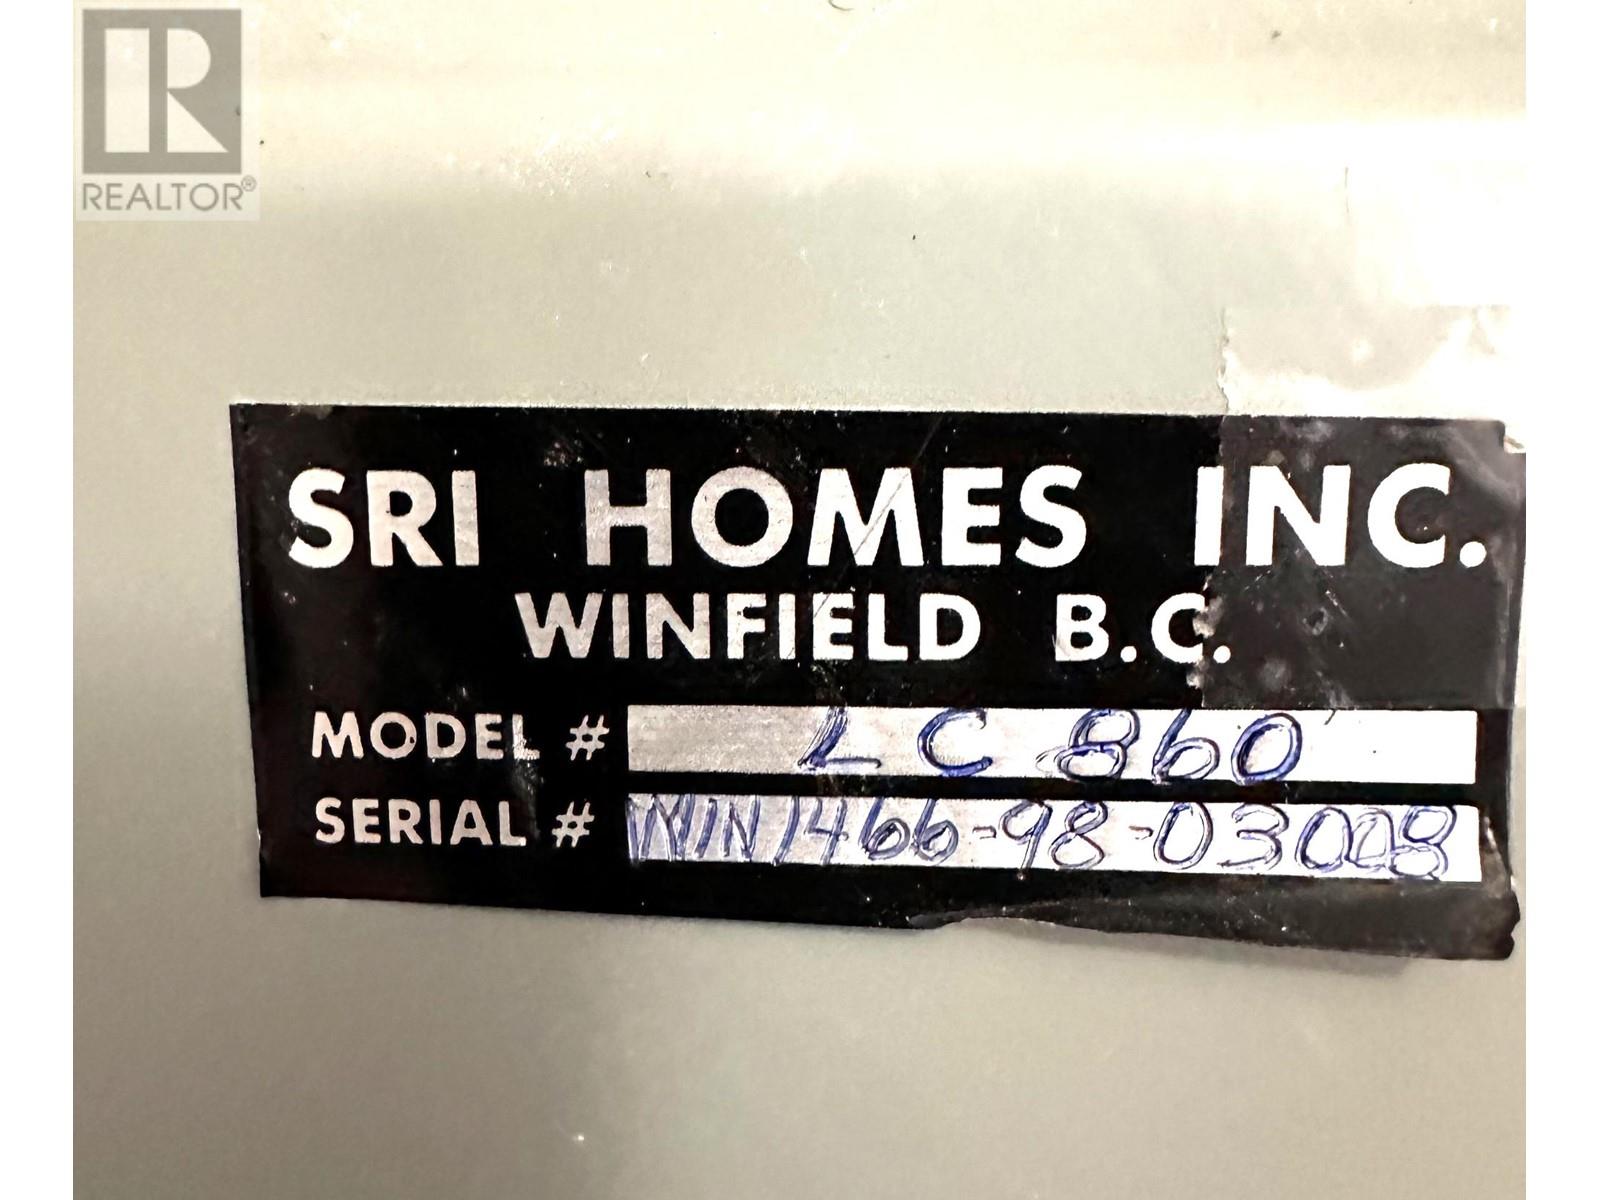 REALTOR®
SRI HOMES INC.
WINFIELD B.C.
MODEL # LC 860
SERIAL # WIN1466-98-03008